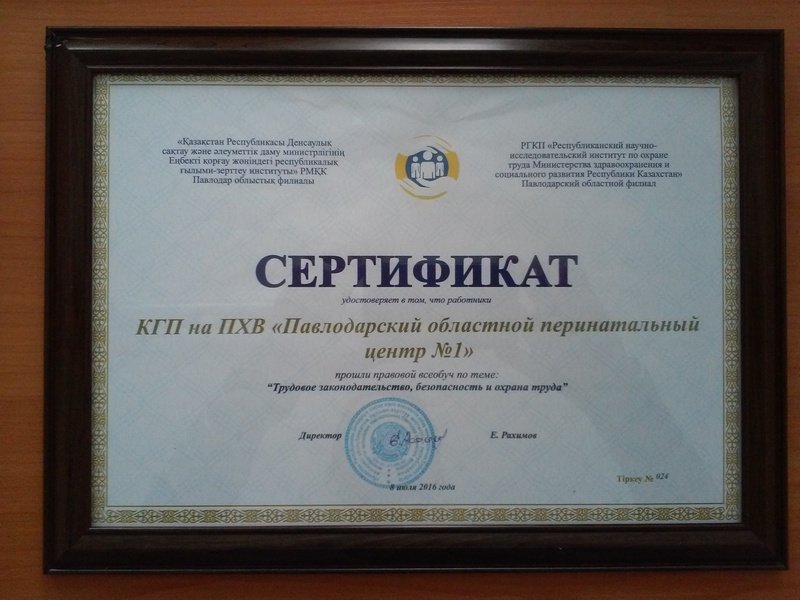 «Қазақстан Республикасы Денсаулық
сақтау және әлеуметтік даму министрлігінің
Еңбекті қорғау жөніндегі республикалық
ғылыми-зерттеу институты» РМҚК
Павлодар облыстық филиалы
РГКП «Республиканский научно-
исследовательский институт по охране
труда Министерства здравоохранения и
социального развития Республики Казахстан»
Павлодарский областной филиал
СЕРТИФИКАТ
удостоверяет в том, что работники
КГП на ПХВ «Павлодарский областной перинатальный
центр №1»
прошли правовой всеобуч по теме:
“Трудовое законодательство, безопасность и охрана труда”
Директор Е. Рахимов
8 июля 2016 года
Тіркеу № 024